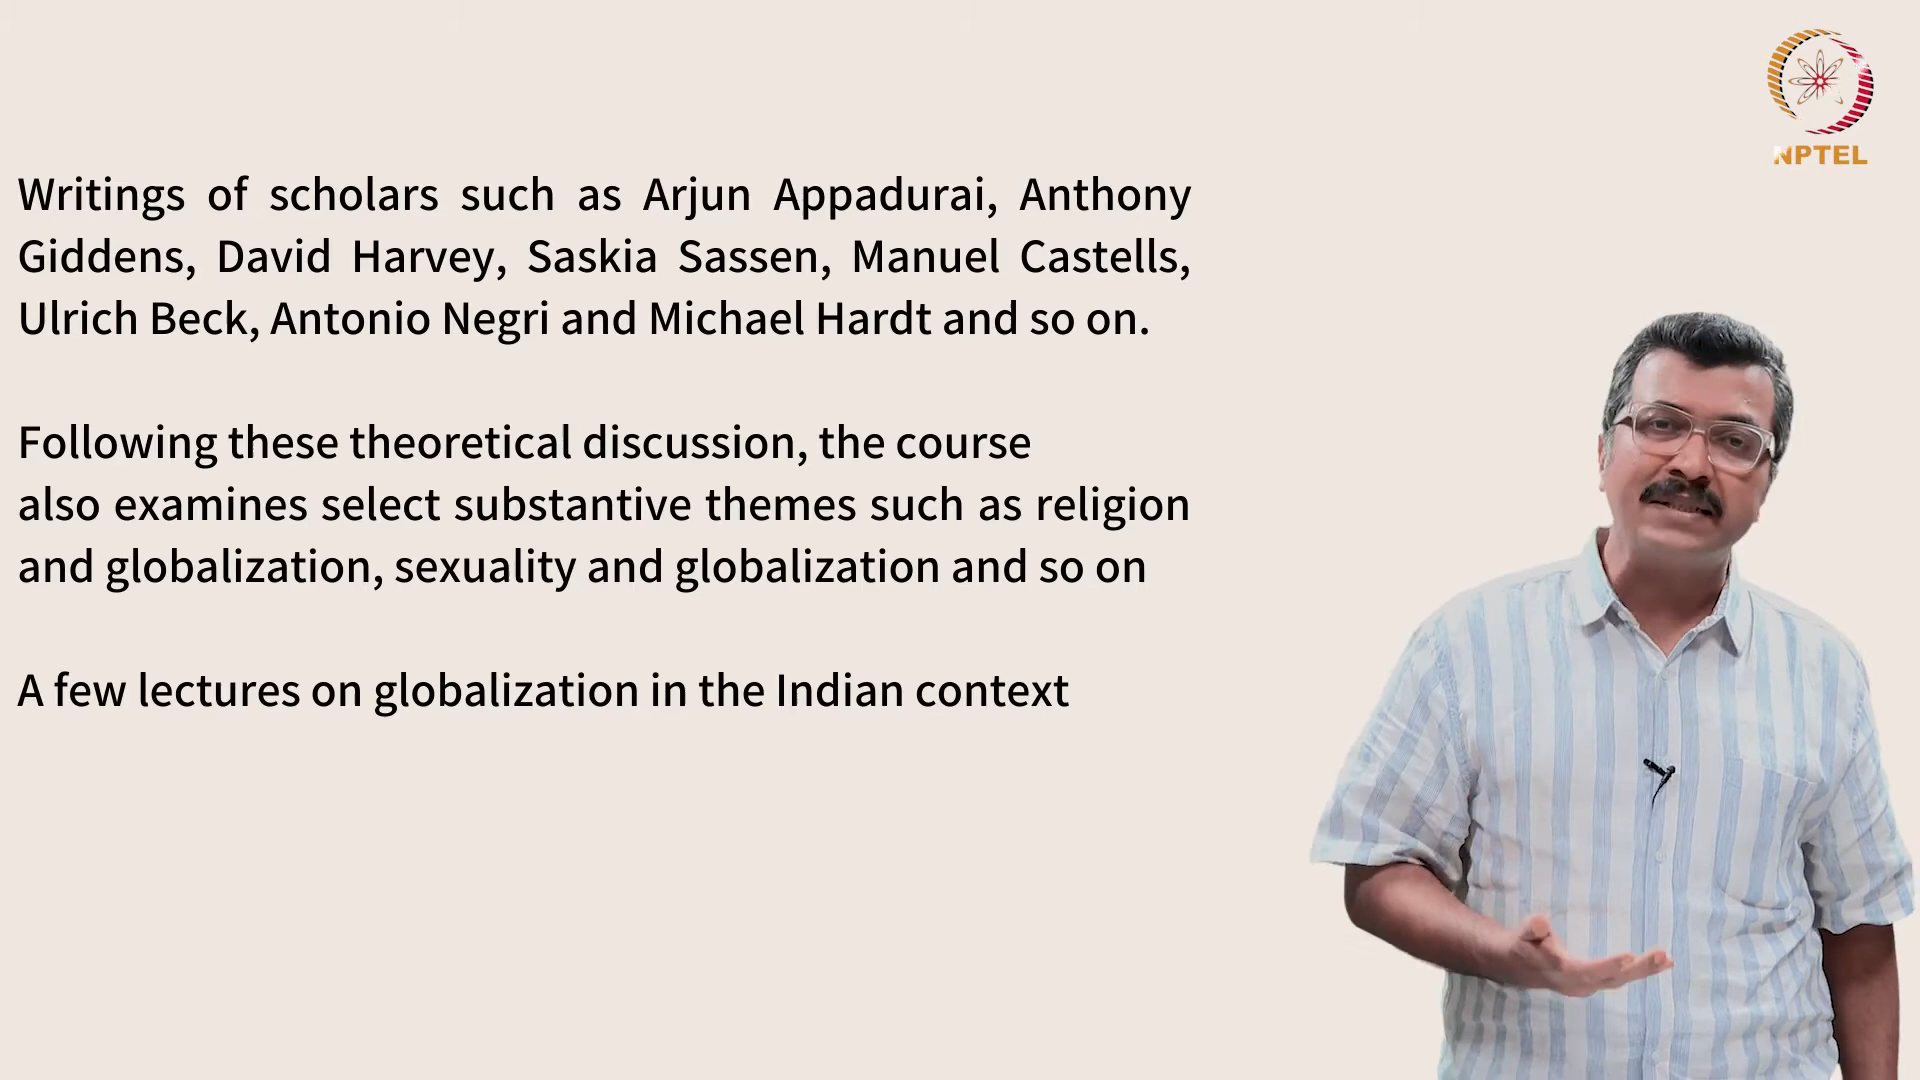 NPTEL
Writings of scholars such as Arjun Appadurai, Anthony
Giddens, David Harvey, Saskia Sassen, Manuel Castells,
Ulrich Beck, Antonio Negri and Michael Hardt and so on.
Following these theoretical discussion, the course
also examines select substantive themes such as religion
and globalization, sexuality and globalization and so on
A few lectures on globalization in the Indian context